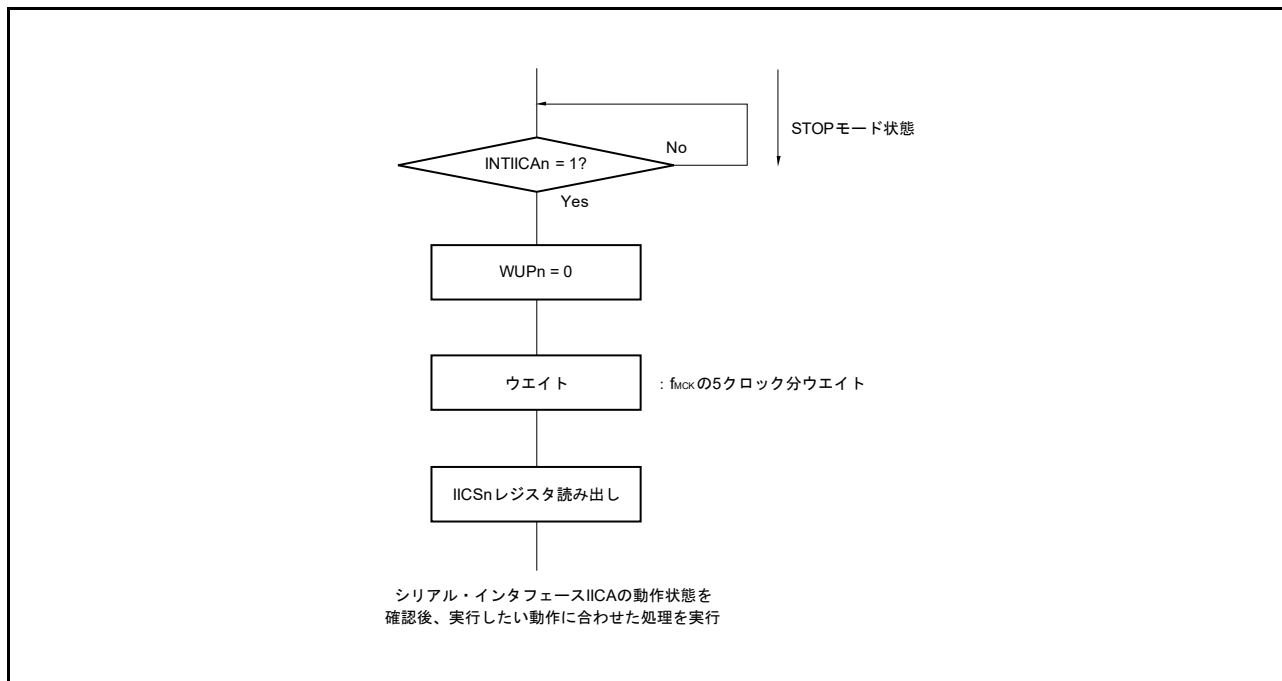 STOPモード状態
No
INTIICAn = 1?
Yes
WUPn = 0
ウエイト
: fMCKの5クロック分ウエイト
IICSnレジスタ読み出し
シリアル・インタフェースIICAの動作状態を
確認後、実行したい動作に合わせた処理を実行